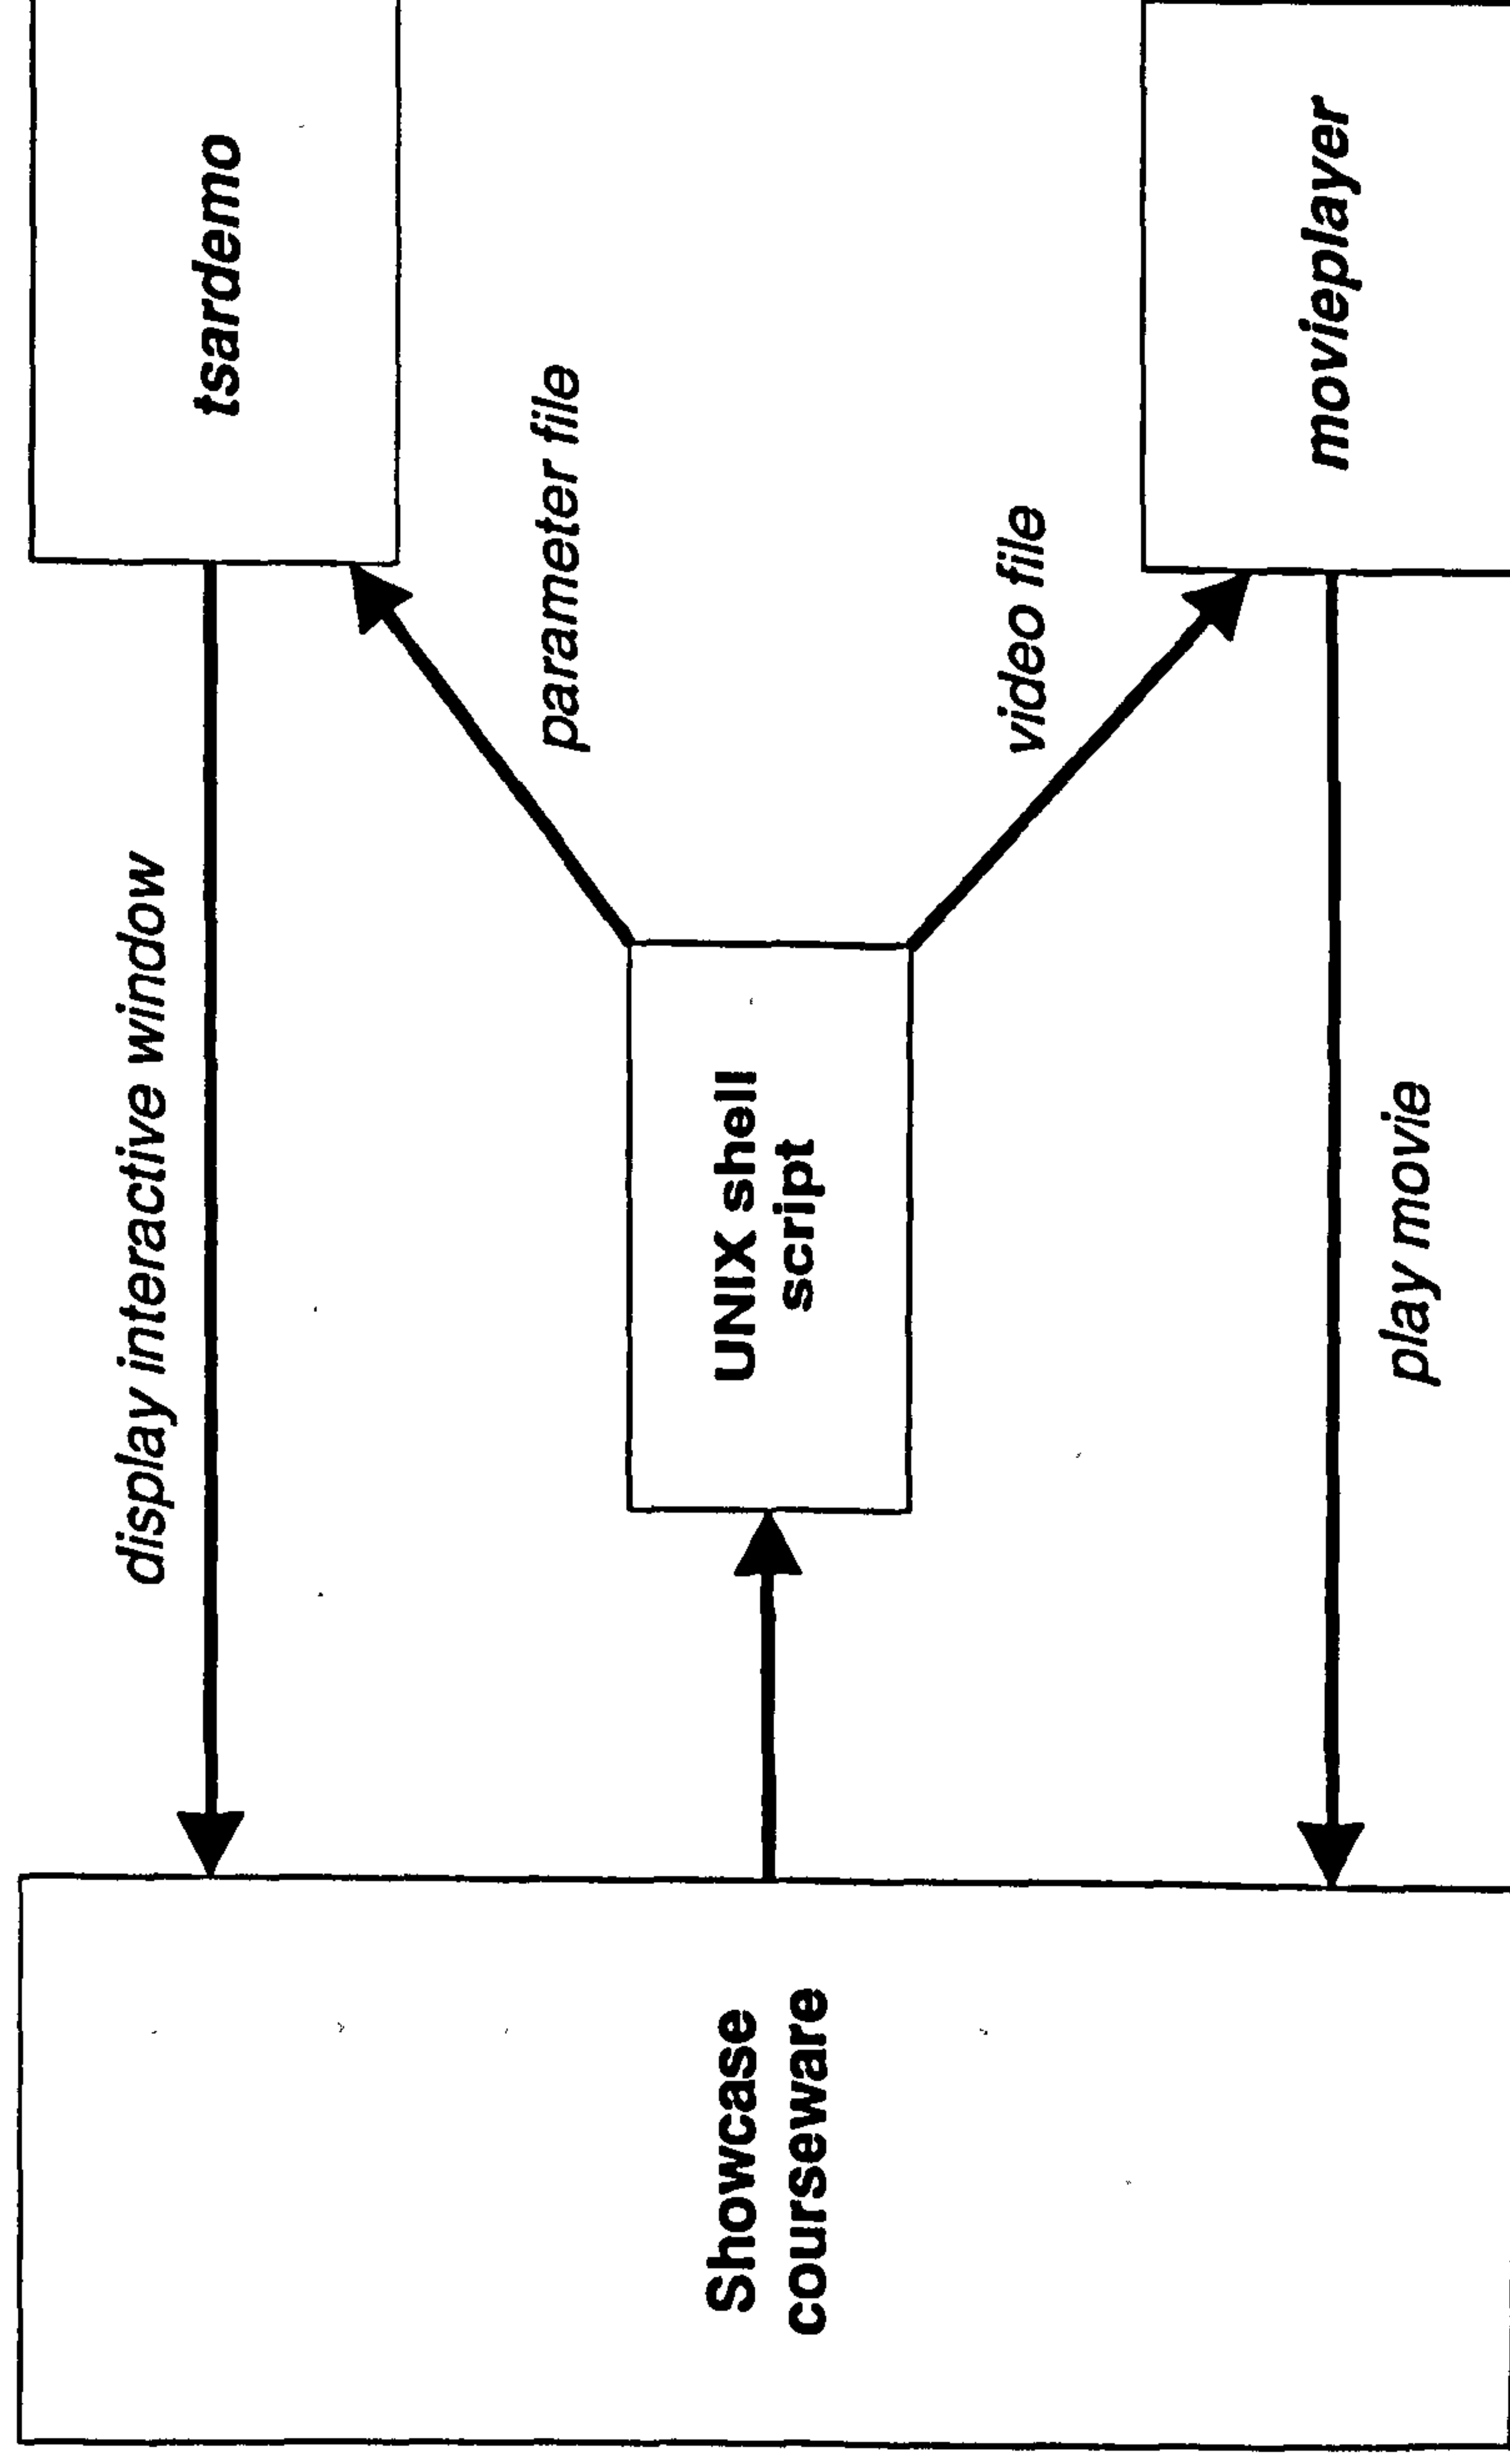 display interactive window
tsardemo
parameter file
Showcase
courseware
UNIX shell
script
video file
movieplayer
play movie